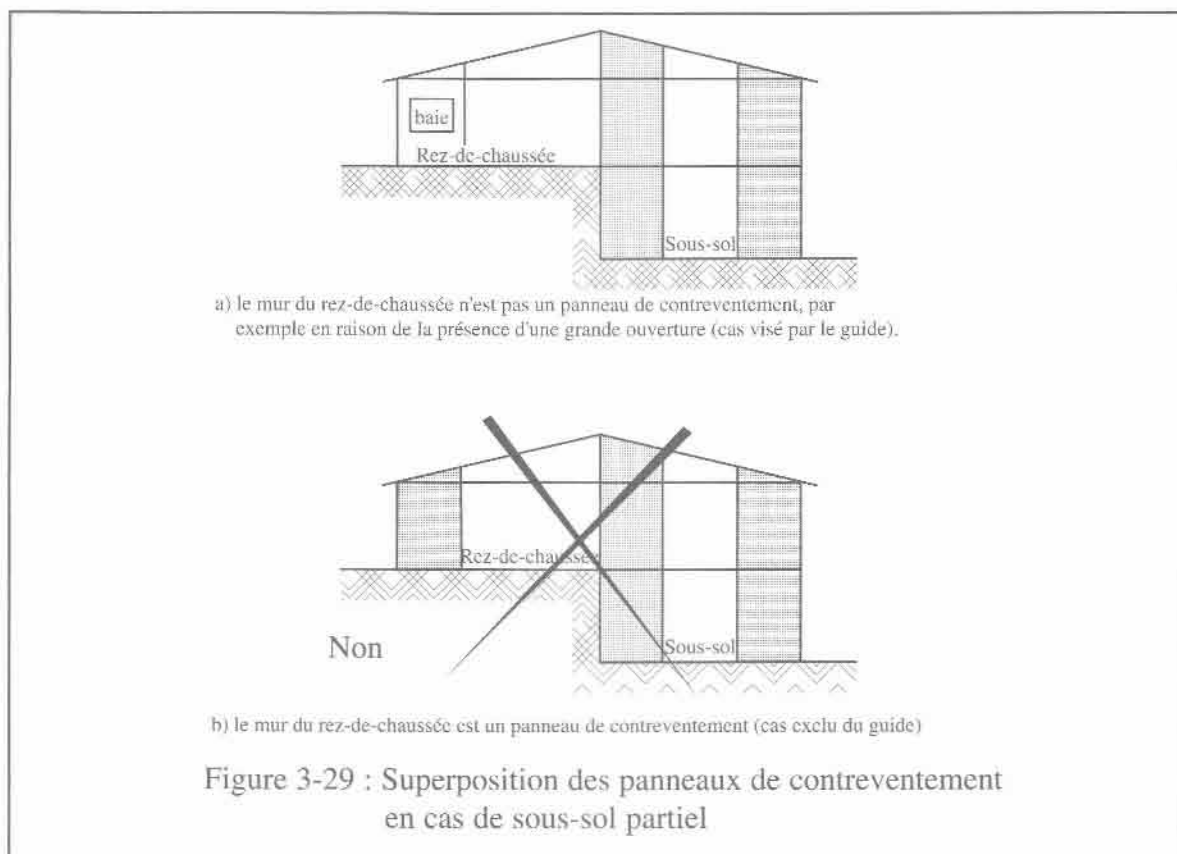 baie
Rez-de-chaussée
Sous-sol
a) le mur du rez-de-chaussée n'est pas un panneau de contreventement, par
exemple en raison de la présence d'une grande ouverture (cas visé par le guide).
Rez-de-chaussée
Non
Sous-sol
b) le mur du rez-de-chaussée est un panneau de contreventement (cas exclu du guide)
Figure 3-29 : Superposition des panneaux de contreventement
en cas de sous-sol partiel